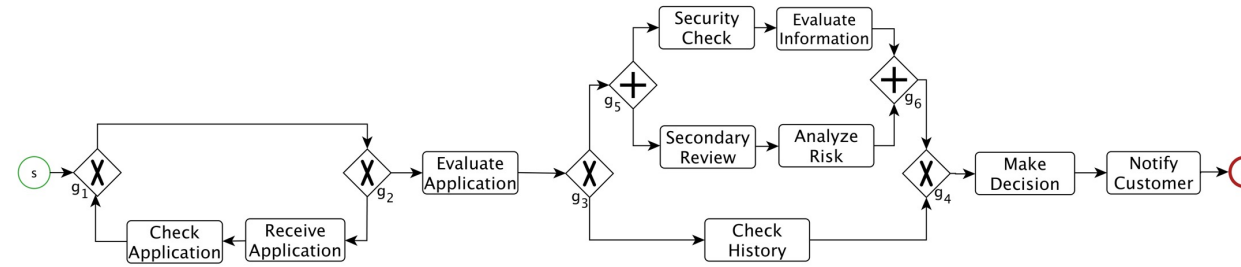 Security
Check
Evaluate
Information
g5
g6
Secondary
Review
Analyze
Risk
s
g1
g2
Evaluate
Application
g3
g4
Make
Decision
Notify
Customer
Check
Application
Receive
Application
Check
History